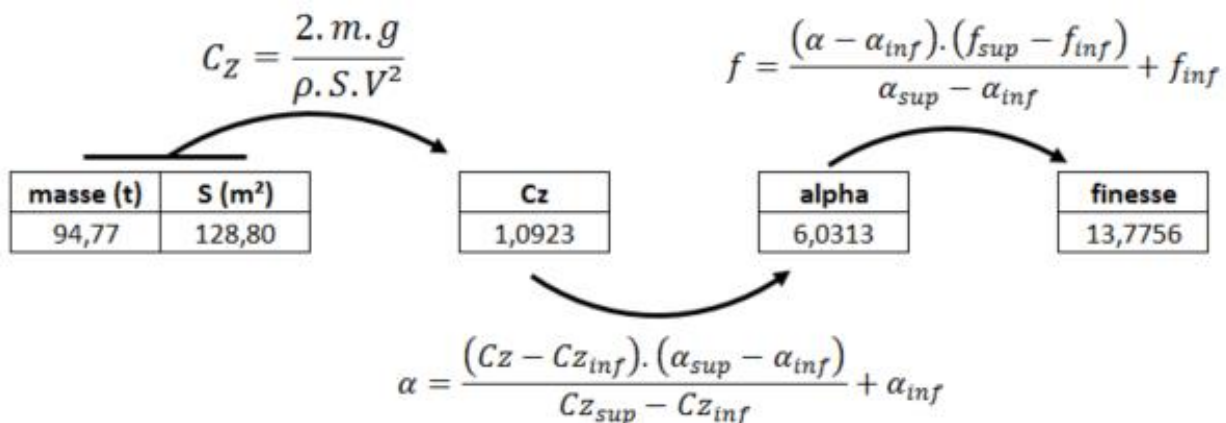 C_Z = 2.m.g / ρ.S.V²
f = (α − α_inf).(f_sup − f_inf) / α_sup − α_inf + f_inf
masse (t) S (m²) Cz alpha finesse
94,77 128,80 1,0923 6,0313 13,7756
α = (Cz − Cz_inf).(α_sup − α_inf) / Cz_sup − Cz_inf + α_inf